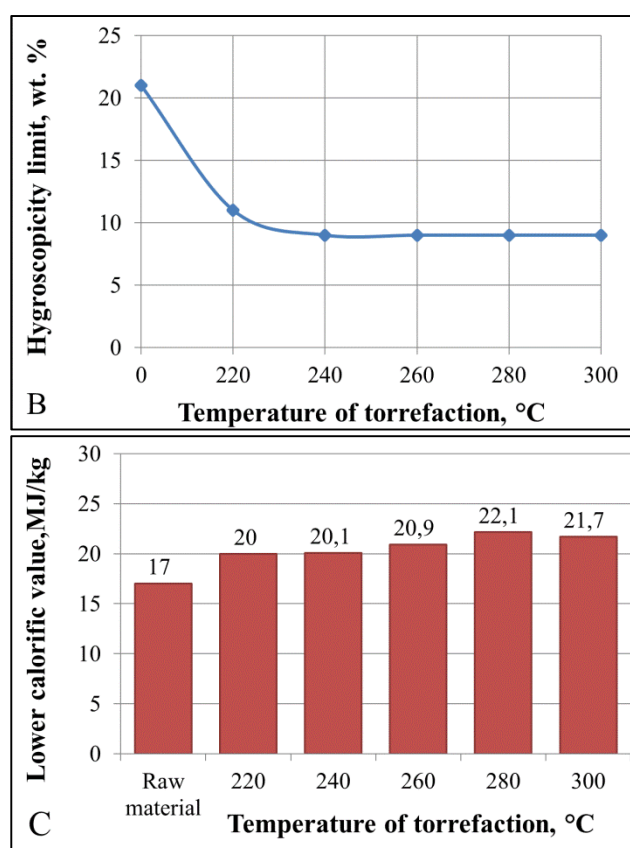 Hygroscopicity limit, wt. %
25
20
15
10
5
0
0 220 240 260 280 300
Temperature of torrefaction, °C
B
Lower calorific value,MJ/kg
30
25
20
15
10
5
0
17 20 20,1 20,9 22,1 21,7
Raw material 220 240 260 280 300
Temperature of torrefaction, °C
C